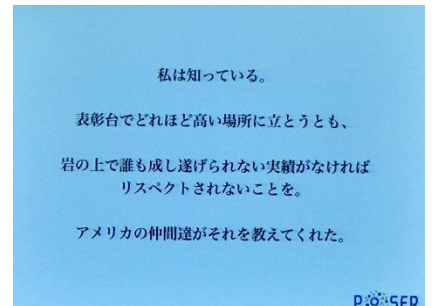 私は知っている。
表彰台でどれほど高い場所に立とうとも、
岩の上で誰も成し遂げられない実績がなければ
リスペクトされないことを。
アメリカの仲間達がそれを教えてくれた。